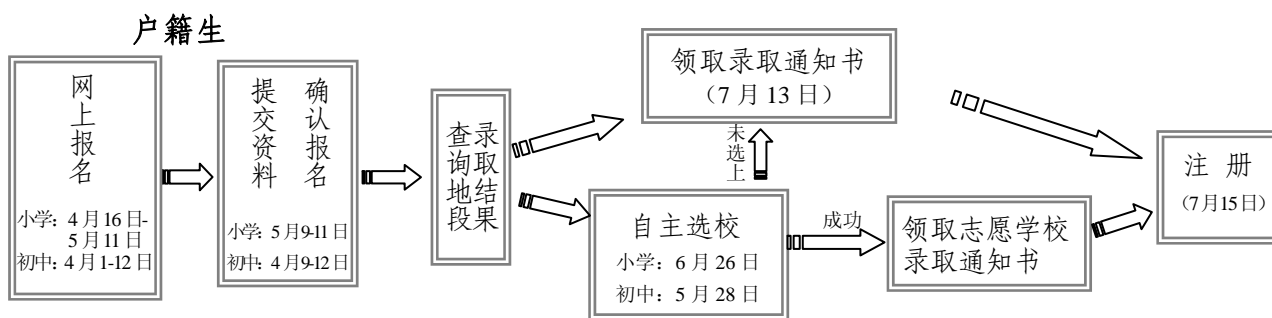 户籍生
网上报名
小学：4月16日-
5月11日
初中：4月1-12日
确认报名
提交资料
小学：5月9-11日
初中：4月9-12日
录取结果
查询地段
领取录取通知书
（7月13日）
未选上
自主选校
小学：6月26日
初中：5月28日
成功
领取志愿学校
录取通知书
注 册
（7月15日）